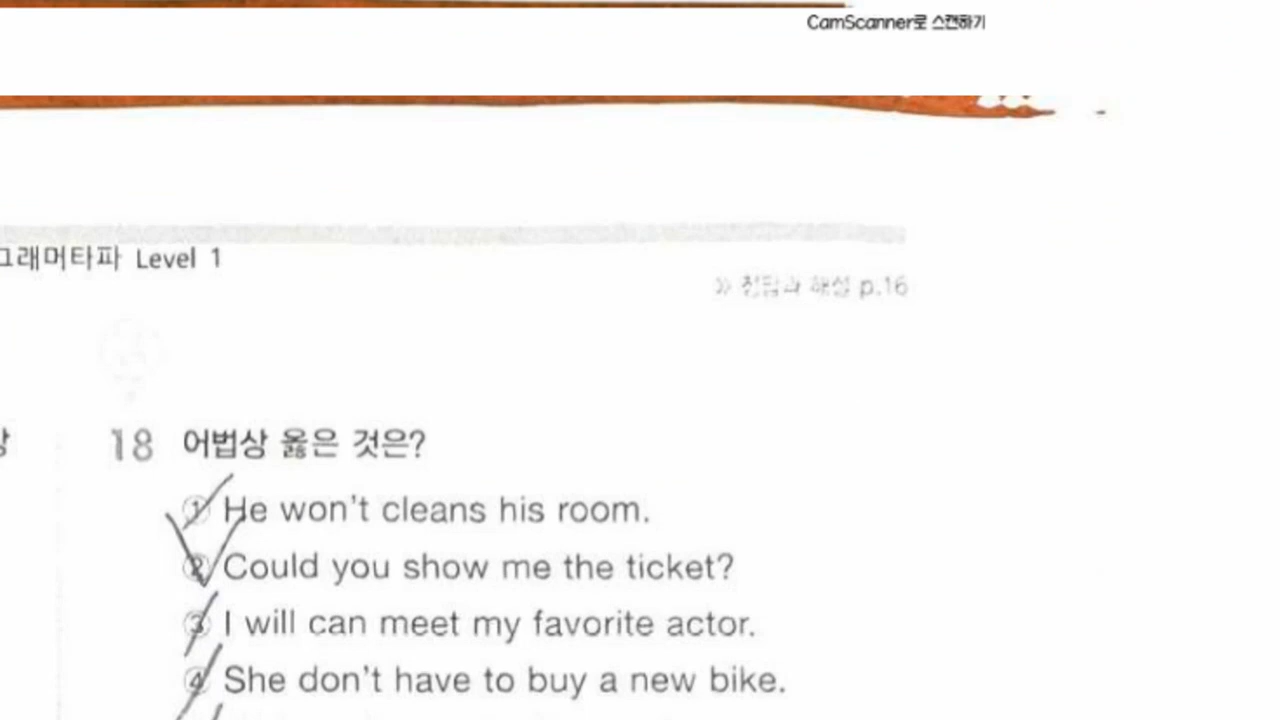 CamScanner로 스캔하기
그래머타파 Level 1
» 정답과 해설 p.16
18 어법상 옳은 것은?
① He won't cleans his room.
② Could you show me the ticket?
③ I will can meet my favorite actor.
④ She don't have to buy a new bike.